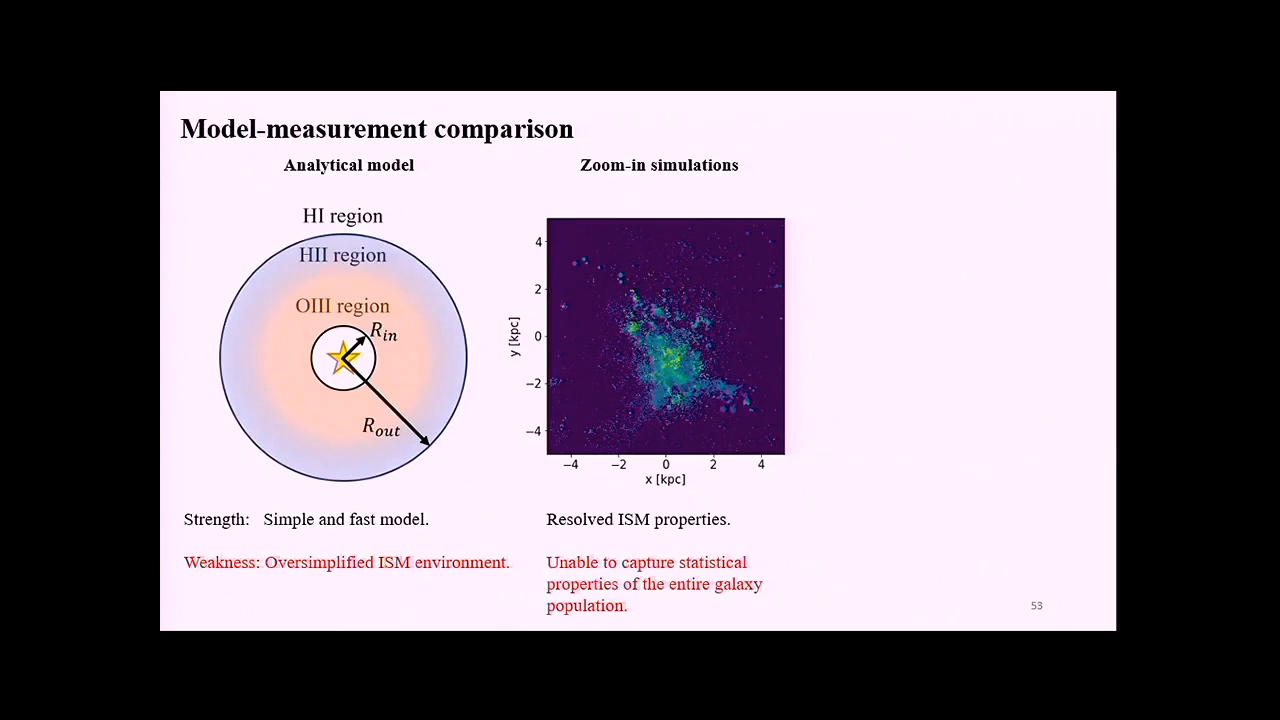 Model-measurement comparison
Analytical model
Zoom-in simulations
HI region
HII region
OIII region
R_in
R_out
4
2
0
−2
−4
y [kpc]
−4 −2 0 2 4
x [kpc]
Strength: Simple and fast model.
Weakness: Oversimplified ISM environment.
Resolved ISM properties.
Unable to capture statistical
properties of the entire galaxy
population.
53